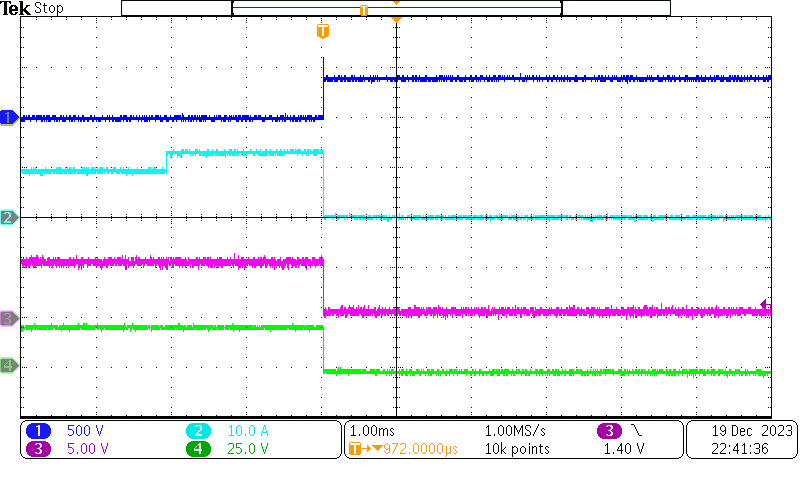 Tek Stop
T
T
1
2
3
4
1 500 V 2 10.0 A
3 5.00 V 4 25.0 V
1.00ms 1.00MS/s 3
T→▼972.0000µs 10k points 1.40 V
19 Dec 2023
22:41:36